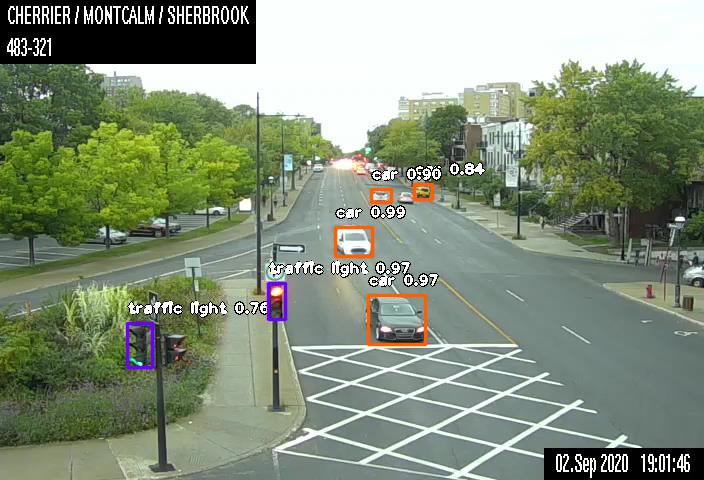 CHERRIER / MONTCALM / SHERBROOK
483-321
car 0.90
0.84
car 0.99
traffic light 0.97
car 0.97
traffic light 0.76
02.Sep 2020 19:01:46